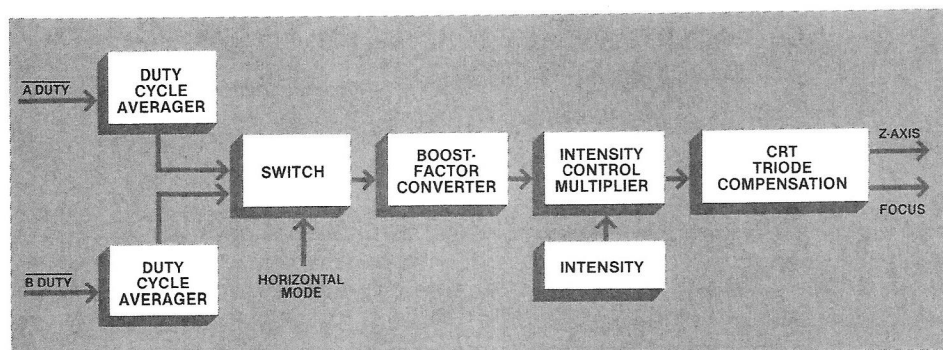 A DUTY
DUTY
CYCLE
AVERAGER
SWITCH
BOOST-
FACTOR
CONVERTER
INTENSITY
CONTROL
MULTIPLIER
CRT
TRIODE
COMPENSATION
Z-AXIS
FOCUS
B DUTY
DUTY
CYCLE
AVERAGER
HORIZONTAL
MODE
INTENSITY